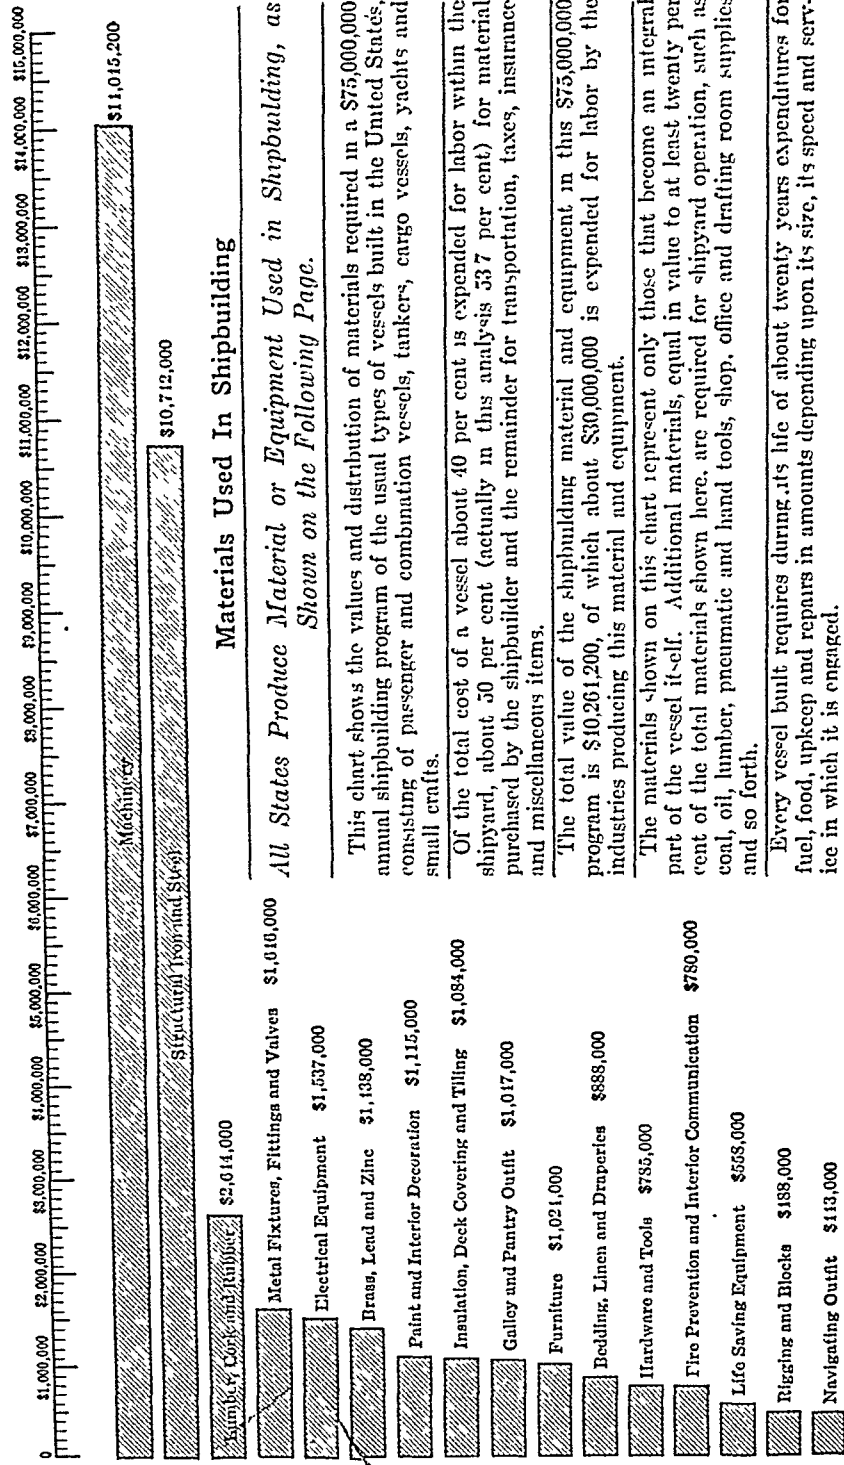 0 $1,000,000 $2,000,000 $3,000,000 $4,000,000 $5,000,000 $6,000,000 $7,000,000 $8,000,000 $9,000,000 $10,000,000 $11,000,000 $12,000,000 $13,000,000 $14,000,000 $15,000,000
Machinery $14,015,200
Structural Iron and Steel $10,712,000
Lumber, Cork and Rubber $2,614,000
Metal Fixtures, Fittings and Valves $1,616,000
Electrical Equipment $1,537,000
Brass, Lead and Zinc $1,438,000
Paint and Interior Decoration $1,115,000
Insulation, Deck Covering and Tiling $1,084,000
Galley and Pantry Outfit $1,047,000
Furniture $1,021,000
Bedding, Linen and Draperies $888,000
Hardware and Tools $785,000
Fire Prevention and Interior Communication $780,000
Life Saving Equipment $558,000
Rigging and Blocks $488,000
Navigating Outfit $443,000
Materials Used In Shipbuilding
All States Produce Material or Equipment Used in Shipbuilding, as
Shown on the Following Page.
This chart shows the values and distribution of materials required in a $75,000,000
annual shipbuilding program of the usual types of vessels built in the United States,
consisting of passenger and combination vessels, tankers, cargo vessels, yachts and
small crafts.
Of the total cost of a vessel about 40 per cent is expended for labor within the
shipyard, about 50 per cent (actually in this analysis 53 7 per cent) for material
purchased by the shipbuilder and the remainder for transportation, taxes, insurance
and miscellaneous items.
The total value of the shipbuilding material and equipment in this $75,000,000
program is $40,261,200, of which about $30,000,000 is expended for labor by the
industries producing this material and equipment.
The materials shown on this chart represent only those that become an integral
part of the vessel itself. Additional materials, equal in value to at least twenty per
cent of the total materials shown here, are required for shipyard operation, such as
coal, oil, lumber, pneumatic and hand tools, shop, office and drafting room supplies
and so forth.
Every vessel built requires during its life of about twenty years expenditures for
fuel, food, upkeep and repairs in amounts depending upon its size, its speed and serv-
ice in which it is engaged.